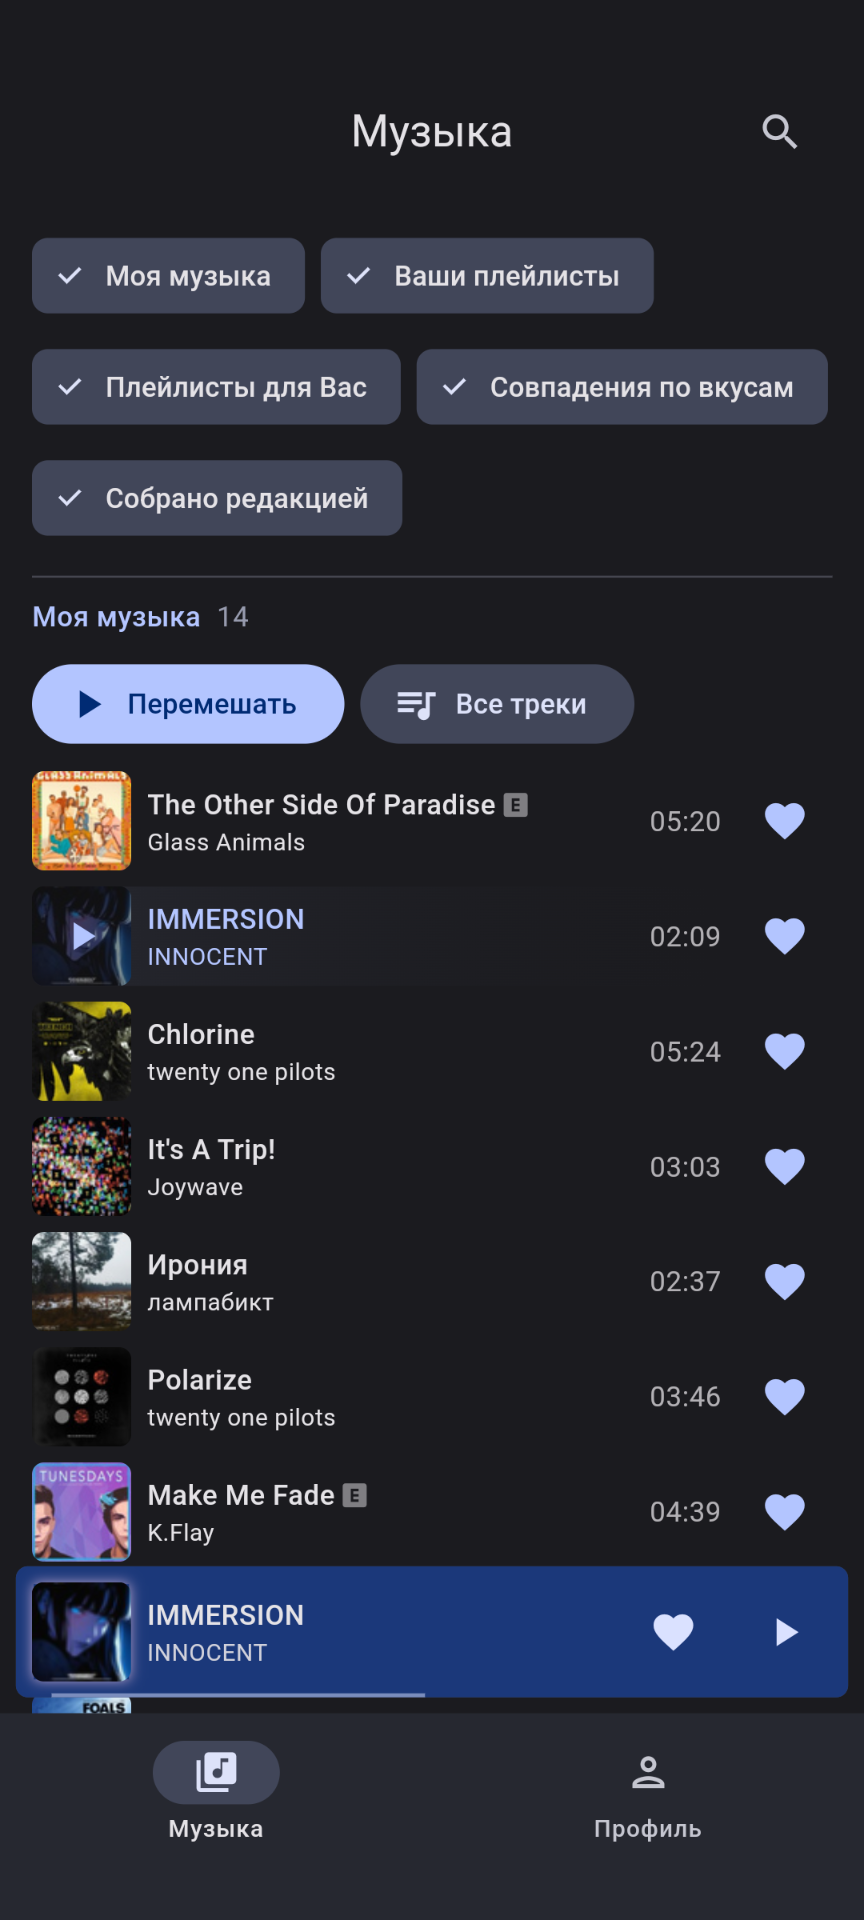 Музыка
Моя музыка
Ваши плейлисты
Плейлисты для Вас
Совпадения по вкусам
Собрано редакцией
Моя музыка 14
Перемешать
Все треки
GLASS ANIMALS
The Other Side Of Paradise E
Glass Animals
05:20
IMMERSION
INNOCENT
02:09
Chlorine
twenty one pilots
05:24
It's A Trip!
Joywave
03:03
Ирония
лампабикт
02:37
Polarize
twenty one pilots
03:46
TUNESDAYS
Make Me Fade E
K.Flay
04:39
IMMERSION
INNOCENT
FOALS
Музыка
Профиль